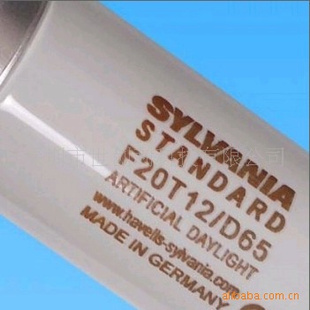 SYLVANIA
STANDARD
F20T12/D65
ARTIFICIAL DAYLIGHT
www.havells-sylvania.com
MADE IN GERMANY
alibaba.com.cn